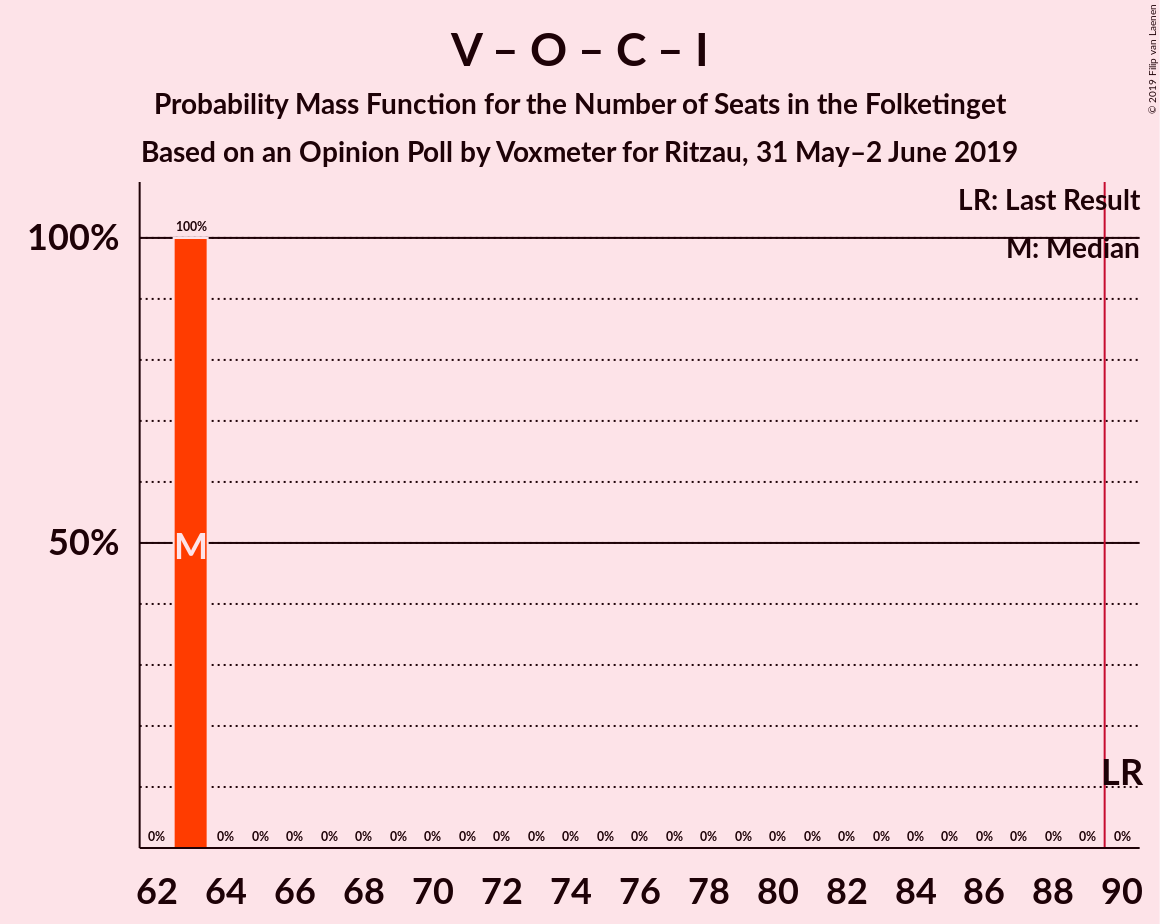 V – O – C – I
Probability Mass Function for the Number of Seats in the Folketinget
Based on an Opinion Poll by Voxmeter for Ritzau, 31 May–2 June 2019
© 2019 Filip van Laenen
LR: Last Result
M: Median
100%
50%
100%
M
LR
0% 0% 0% 0% 0% 0% 0% 0% 0% 0% 0% 0% 0% 0% 0% 0% 0% 0% 0% 0% 0% 0% 0% 0% 0% 0% 0% 0%
62 64 66 68 70 72 74 76 78 80 82 84 86 88 90